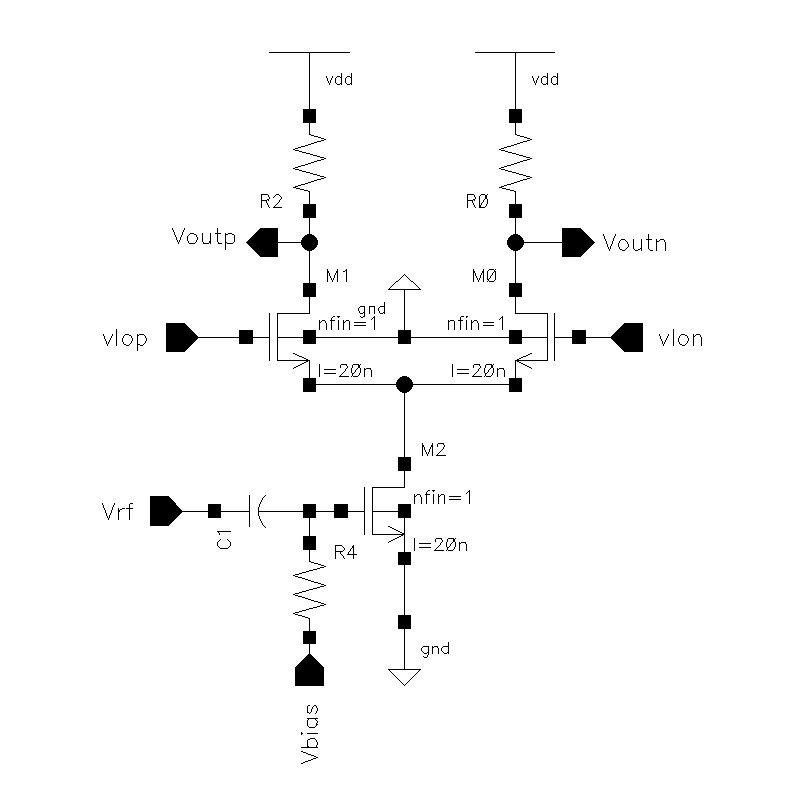 vdd
vdd
R2
RØ
Voutp
Voutn
M1
MØ
gnd
nfin=1
nfin=1
vlop
vlon
l=2Øn
l=2Øn
M2
nfin=1
Vrf
C1
R4
l=2Øn
gnd
Vbias